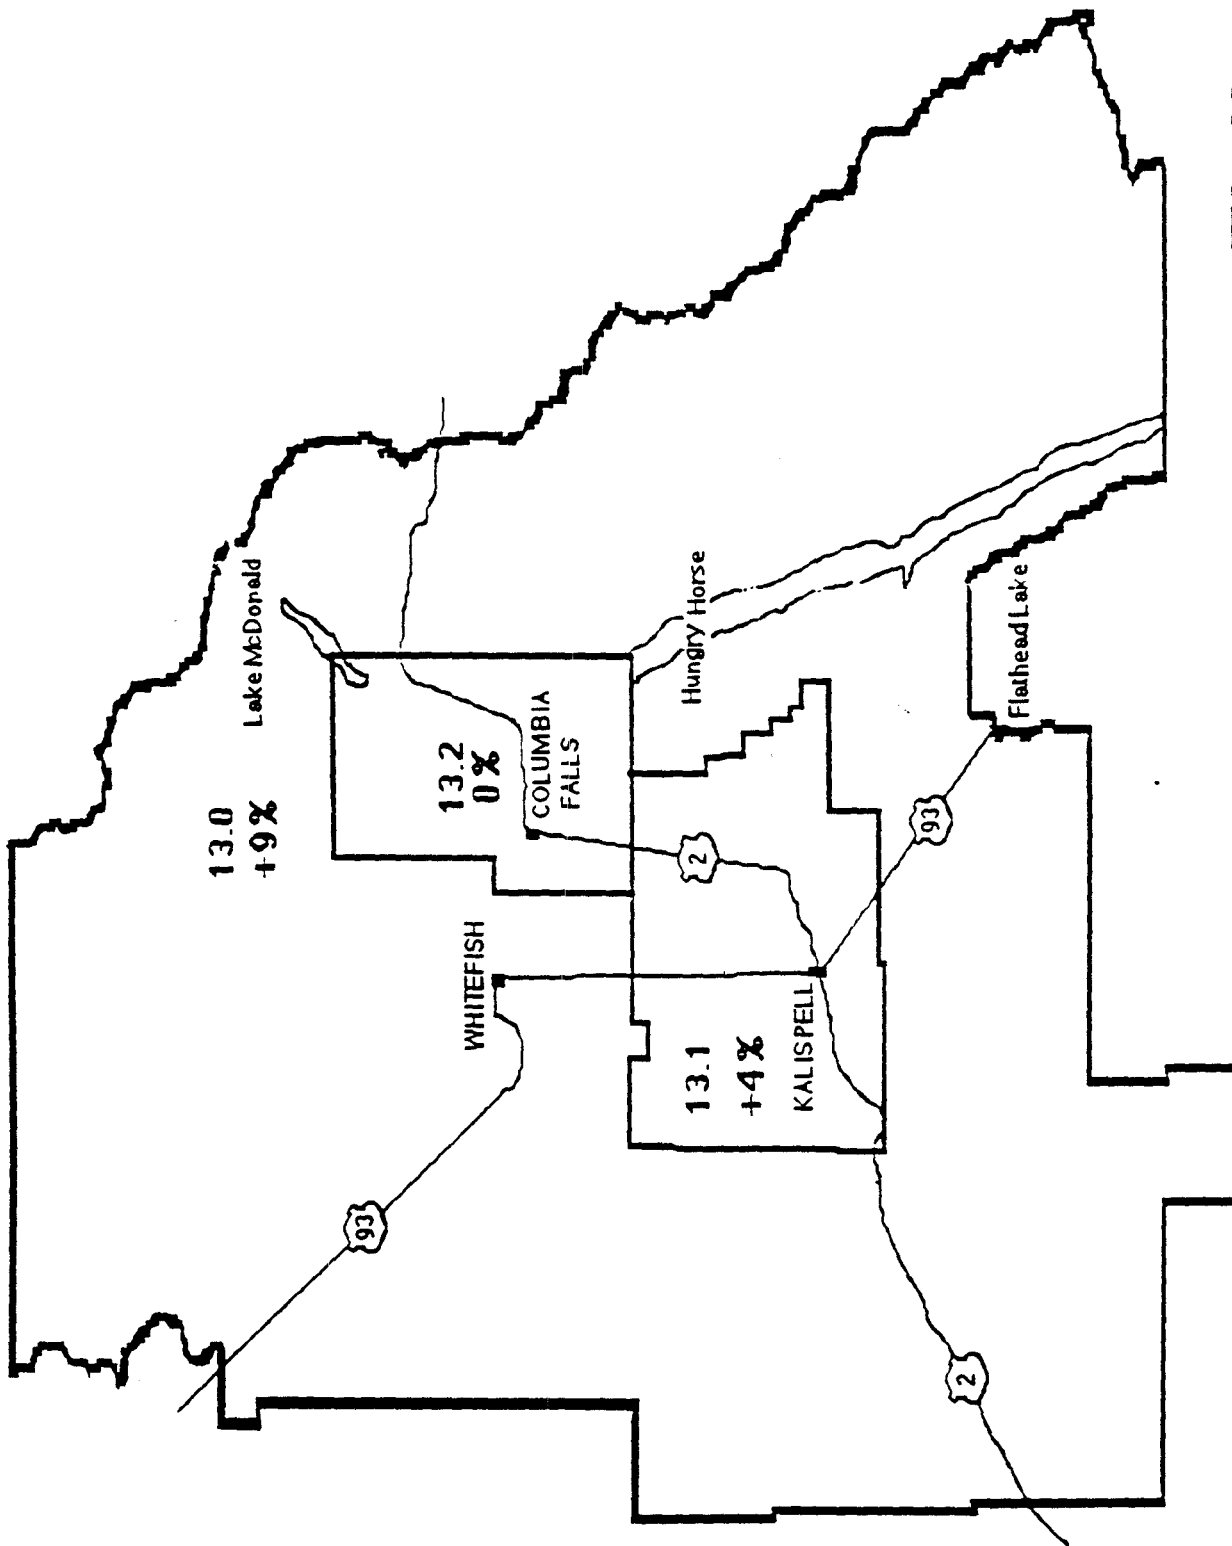 Lake McDonald
13.0
+9%
13.2
0%
COLUMBIA
FALLS
WHITEFISH
Hungry Horse
2
93
Flathead Lake
13.1
+4%
KALISPELL
93
2